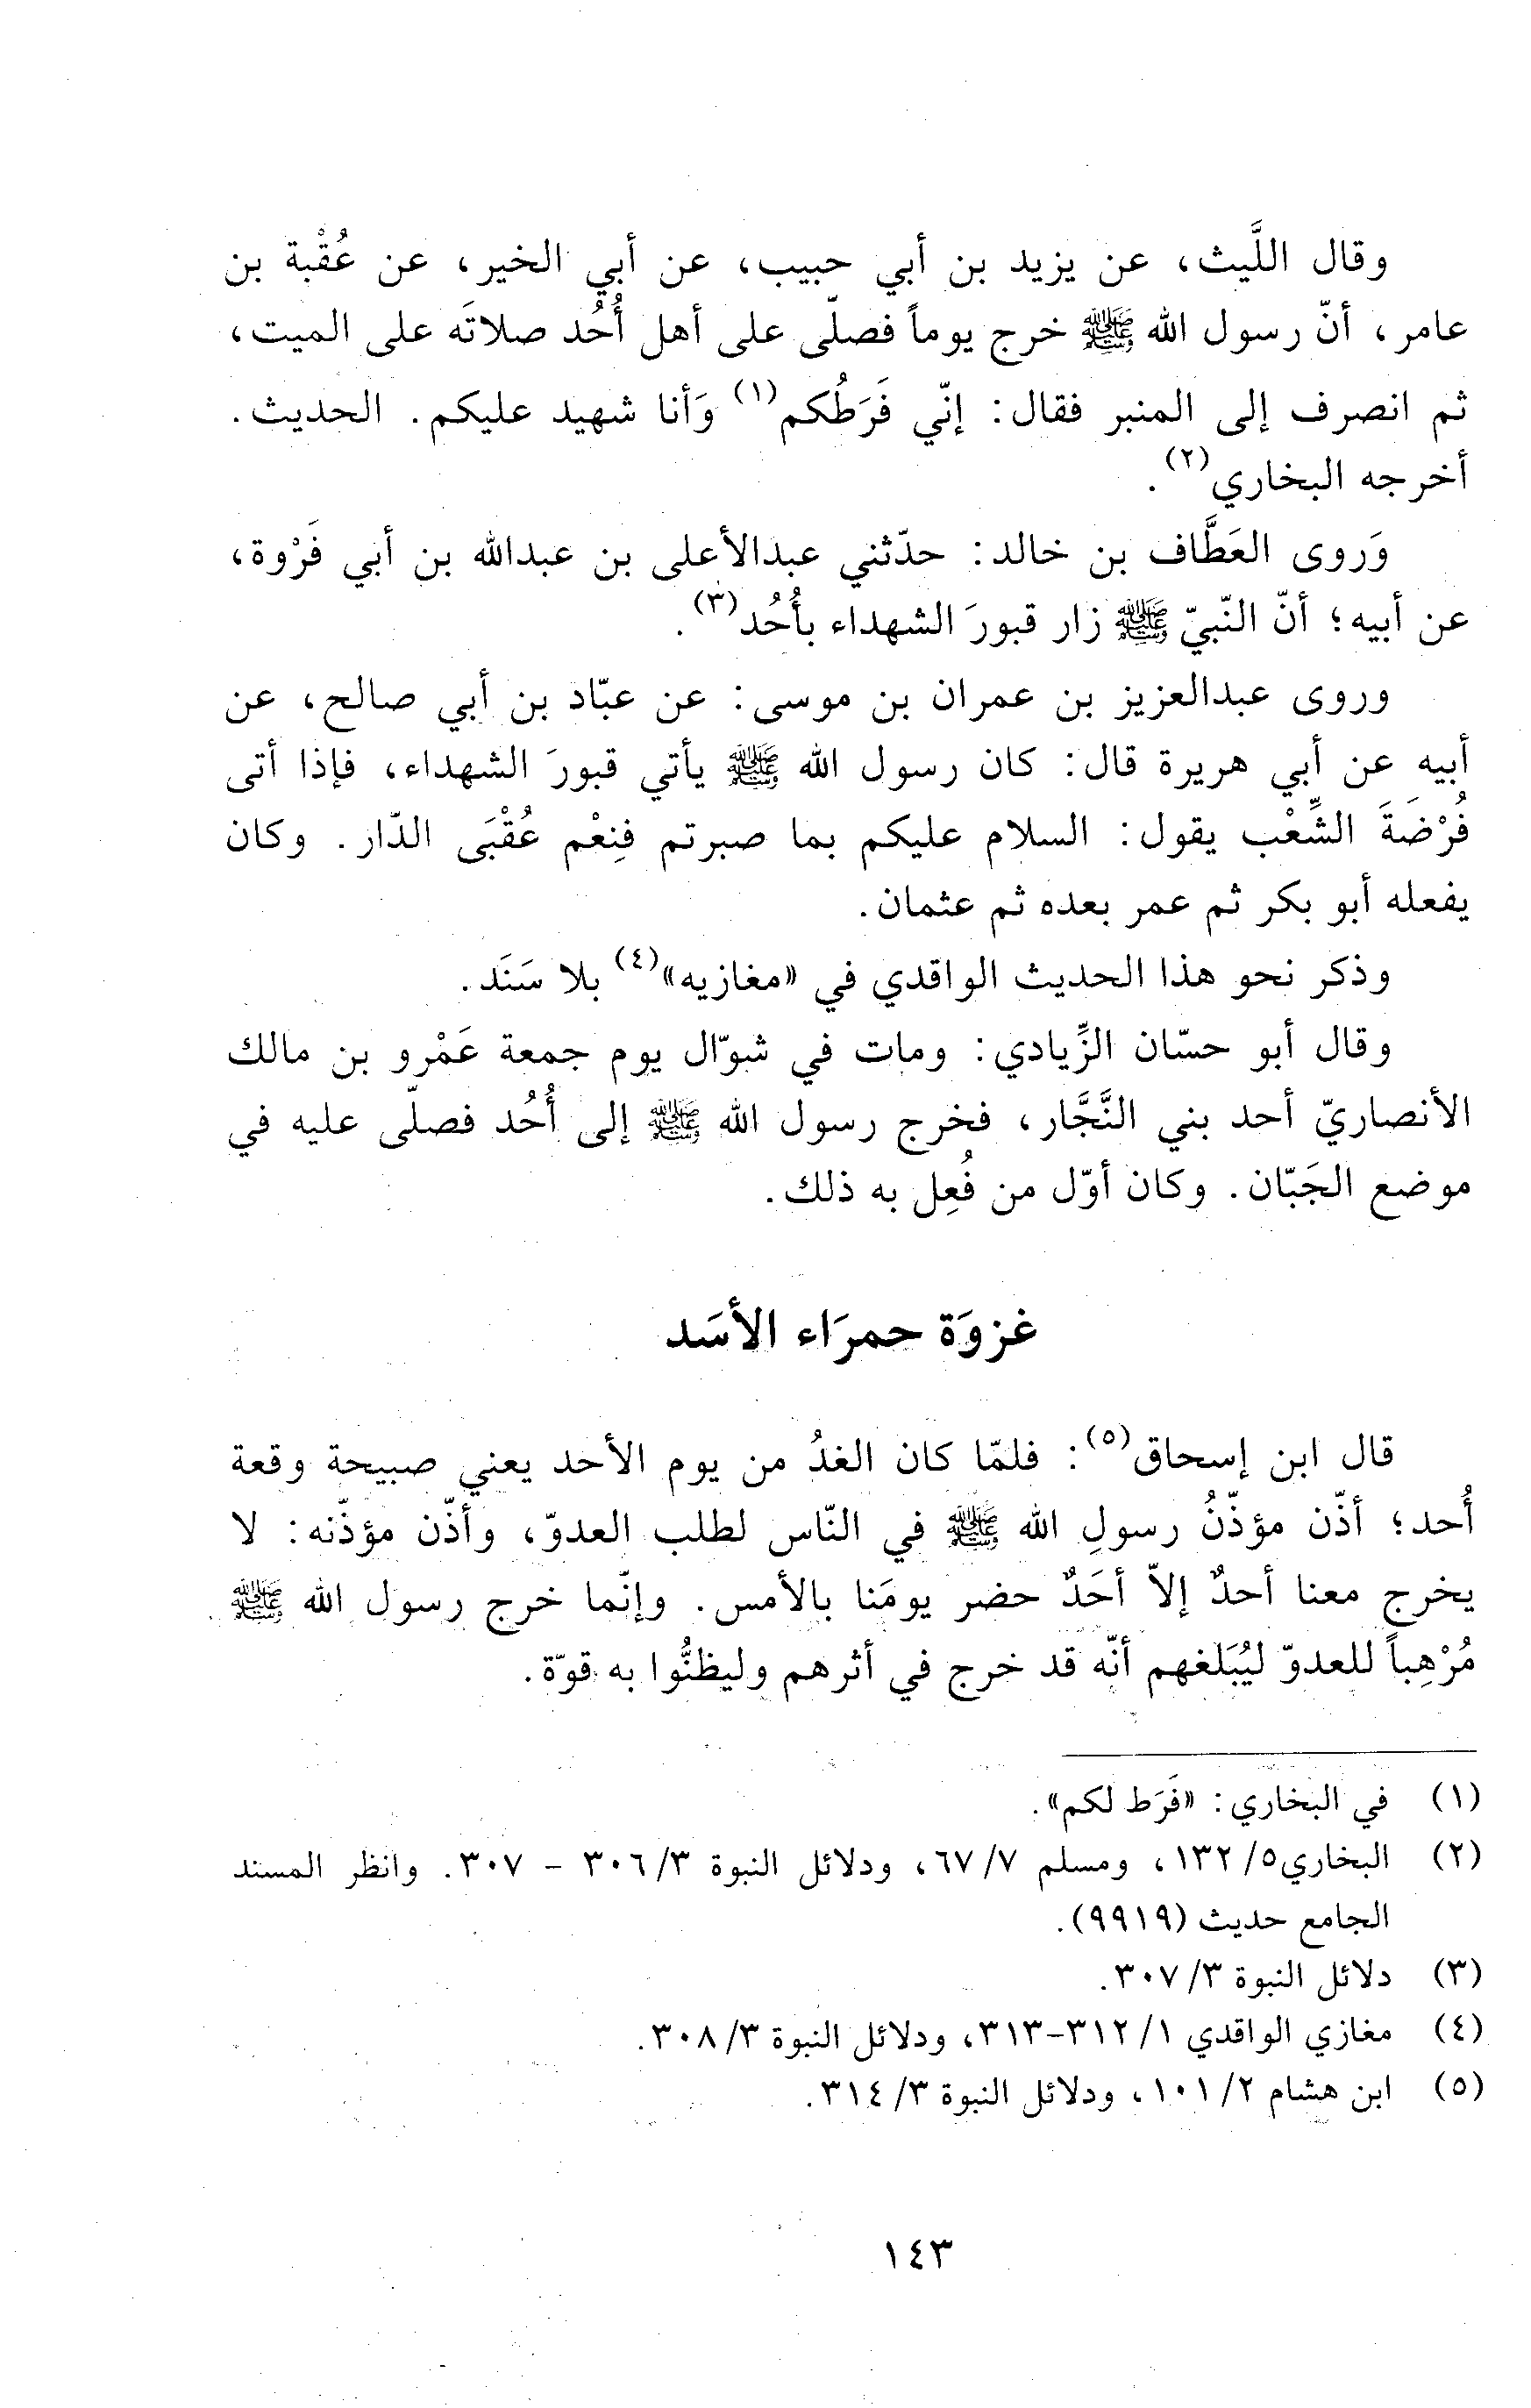 وقال اللَّيث، عن يزيد بن أبي حبيب، عن أبي الخير، عن عُقْبة بن
عامر، أنّ رسول الله ﷺ خرج يوماً فصلّى على أهل أُحُد صلاتَه على الميت،
ثم انصرف إلى المنبر فقال: إنّي فَرَطُكم(١) وَأنا شهيد عليكم. الحديث.
أخرجه البخاري(٢).
وَروى العَطَّاف بن خالد: حدّثني عبدالأعلى بن عبدالله بن أبي فَرْوة،
عن أبيه؛ أنّ النّبيّ ﷺ زار قبورَ الشهداء بأُحُد(٣).
وروى عبدالعزيز بن عمران بن موسى: عن عبّاد بن أبي صالح، عن
أبيه عن أبي هريرة قال: كان رسول الله ﷺ يأتي قبورَ الشهداء، فإذا أتى
فُرْضَةَ الشِّعْب يقول: السلام عليكم بما صبرتم فنِعْم عُقْبَى الدّار. وكان
يفعله أبو بكر ثم عمر بعده ثم عثمان.
وذكر نحو هذا الحديث الواقدي في «مغازيه»(٤) بلا سَنَد.
وقال أبو حسّان الزِّيادي: ومات في شوّال يوم جمعة عَمْرو بن مالك
الأنصاريّ أحد بني النَّجَّار، فخرج رسول الله ﷺ إلى أُحُد فصلّى عليه في
موضع الجَبّان. وكان أوّل من فُعِل به ذلك.
غزوَة حمرَاء الأسَد
قال ابن إسحاق(٥): فلمّا كان الغدُ من يوم الأحد يعني صبيحة وقعة
أُحد؛ أذّن مؤذّنُ رسولِ الله ﷺ في النّاس لطلب العدوّ، وأذّن مؤذّنه: لا
يخرج معنا أحدٌ إلاّ أحَدٌ حضر يومَنا بالأمس. وإنّما خرج رسول الله ﷺ
مُرْهِباً للعدوّ ليُبَلغهم أنّه قد خرج في أثرهم وليظنُّوا به قوّة.
(١) في البخاري: «فَرَط لكم».
(٢) البخاري٥/ ١٣٢، ومسلم ٧/ ٦٧، ودلائل النبوة ٣/ ٣٠٦ - ٣٠٧. وانظر المسند
الجامع حديث (٩٩١٩).
(٣) دلائل النبوة ٣/ ٣٠٧.
(٤) مغازي الواقدي ١/ ٣١٢-٣١٣، ودلائل النبوة ٣/ ٣٠٨.
(٥) ابن هشام ٢/ ١٠١، ودلائل النبوة ٣/ ٣١٤.
١٤٣